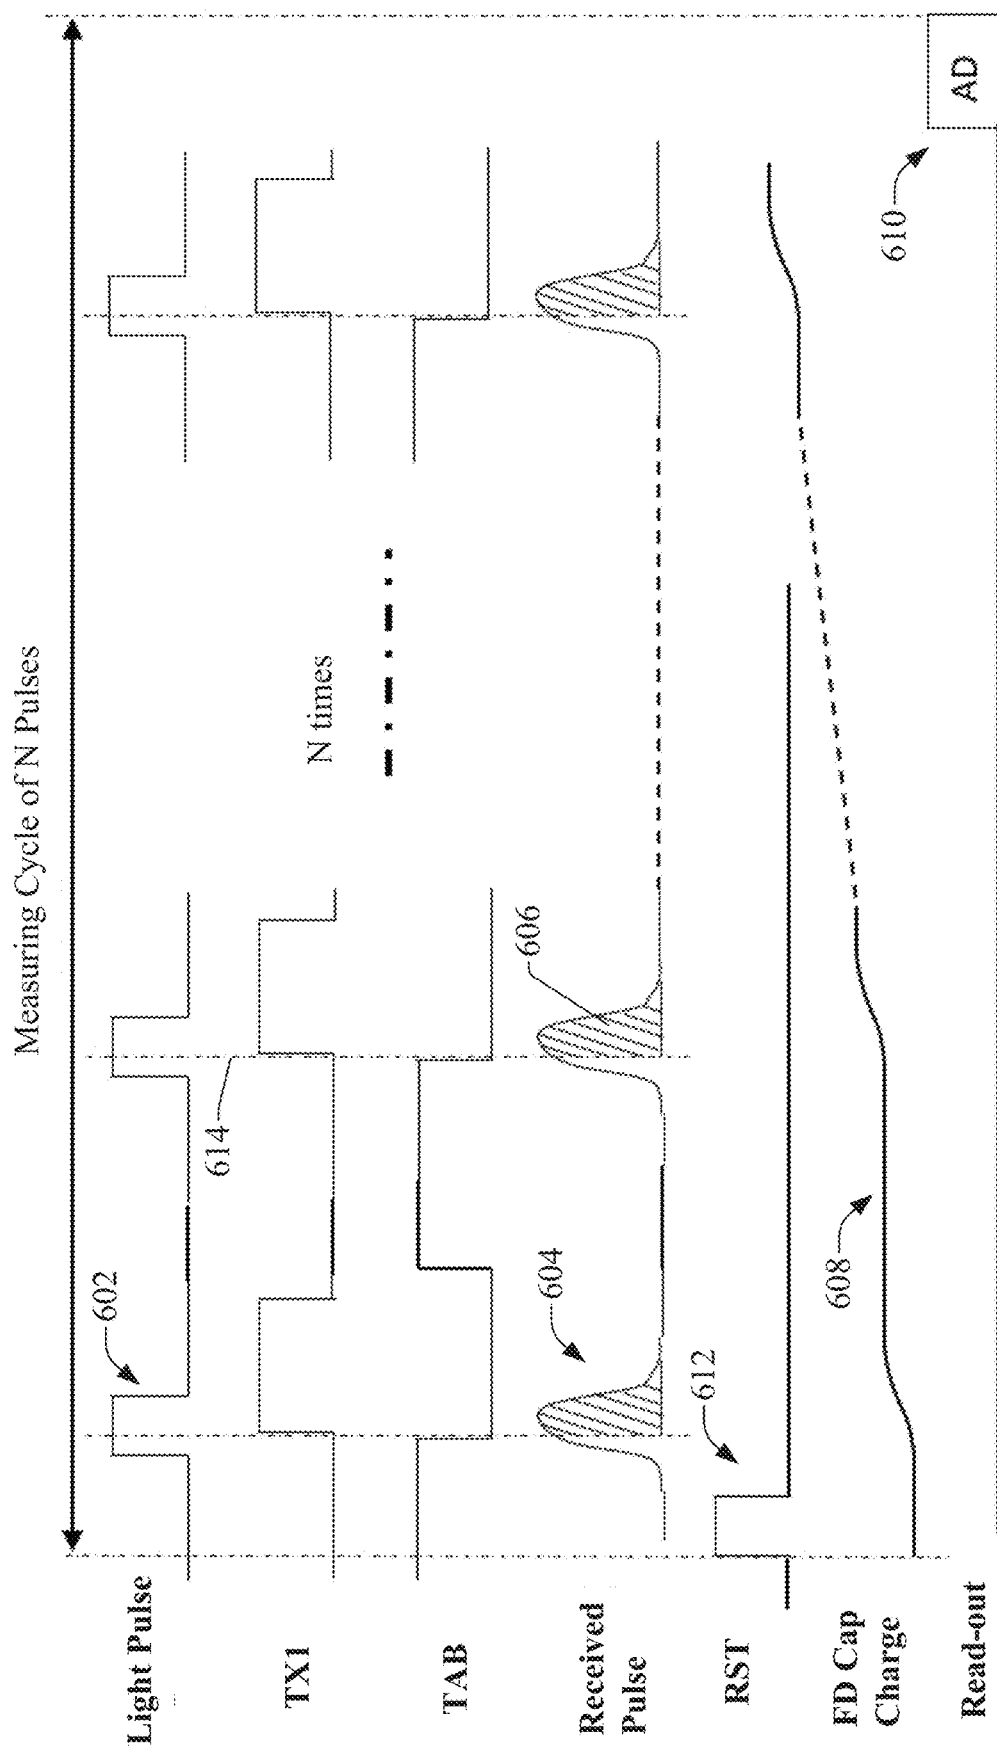 Measuring Cycle of N Pulses
Light Pulse
602
614
TX1
N times
TAB
Received
Pulse
604
606
RST
612
FD Cap
Charge
608
Read-out
610
AD